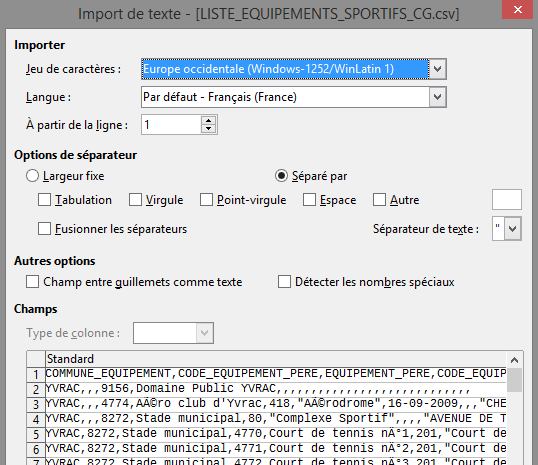 Import de texte - [LISTE_EQUIPEMENTS_SPORTIFS_CG.csv]
Importer
Jeu de caractères : Europe occidentale (Windows-1252/WinLatin 1)
Langue : Par défaut - Français (France)
À partir de la ligne : 1
Options de séparateur
Largeur fixe Séparé par
Tabulation Virgule Point-virgule Espace Autre
Fusionner les séparateurs Séparateur de texte : "
Autres options
Champ entre guillemets comme texte Détecter les nombres spéciaux
Champs
Type de colonne :
Standard
1 COMMUNE_EQUIPEMENT,CODE_EQUIPEMENT_PERE,EQUIPEMENT_PERE,CODE_EQUIP
2 YVRAC,,,9156,Domaine Public YVRAC,,,,,,,,,,,,,,,,,,,,,,,,,,,,
3 YVRAC,,,4774,AÃ©ro club d'Yvrac,418,"AÃ©rodrome",16-09-2009,,,"CHE
4 YVRAC,,,8272,Stade municipal,80,"Complexe Sportif",,,,"AVENUE DE T
5 YVRAC,8272,Stade municipal,4770,Court de tennis nÂ°1,201,"Court de
6 YVRAC,8272,Stade municipal,4771,Court de tennis nÂ°2,201,"Court de
7 YVRAC,8272,Stade municipal,4772,Court de tennis nÂ°3,201,"Court de